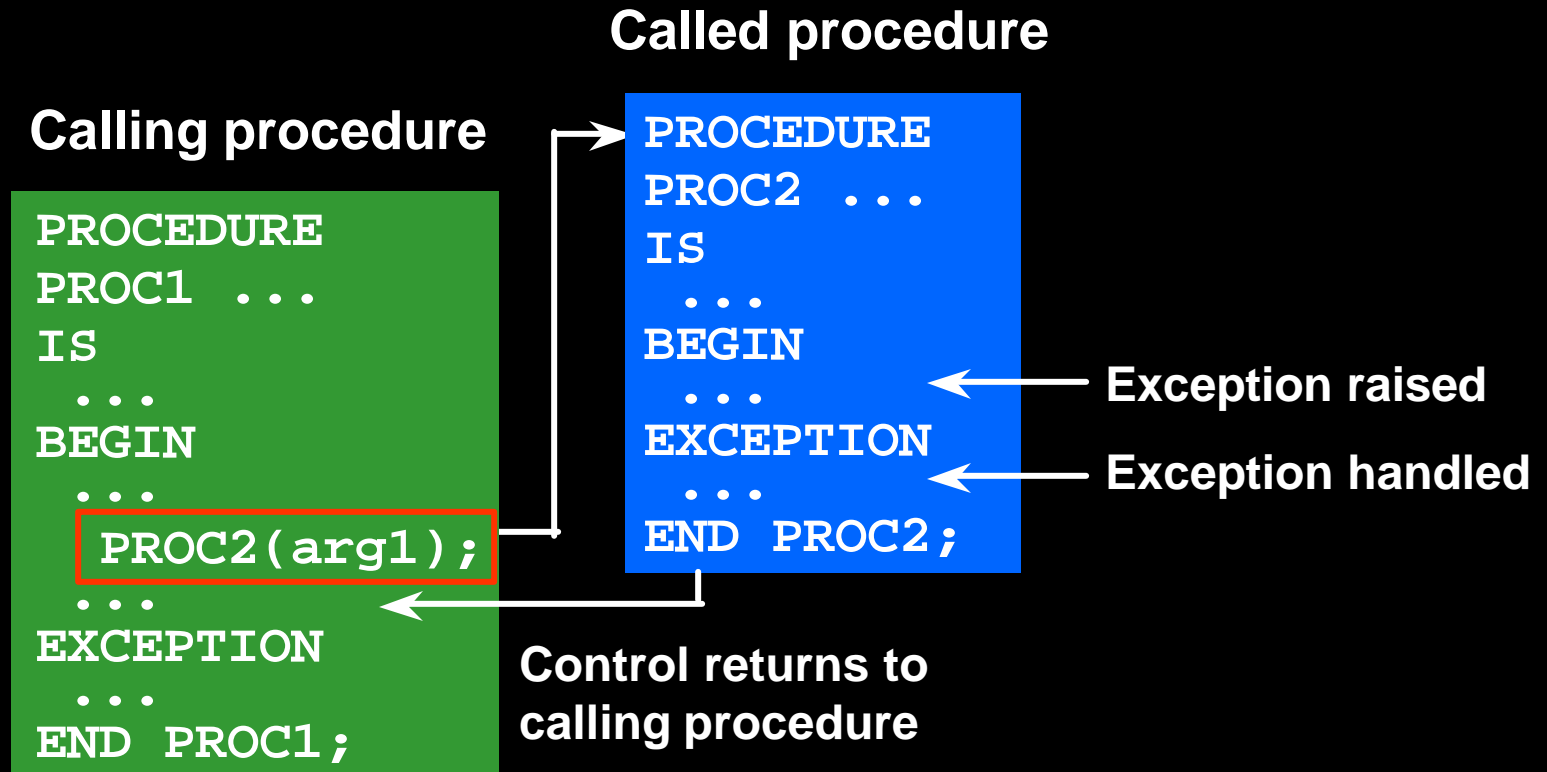 Called procedure
Calling procedure
PROCEDURE
PROC1 ...
IS
...
BEGIN
...
PROC2(arg1);
...
EXCEPTION
...
END PROC1;
PROCEDURE
PROC2 ...
IS
...
BEGIN
...
EXCEPTION
...
END PROC2;
Exception raised
Exception handled
Control returns to
calling procedure